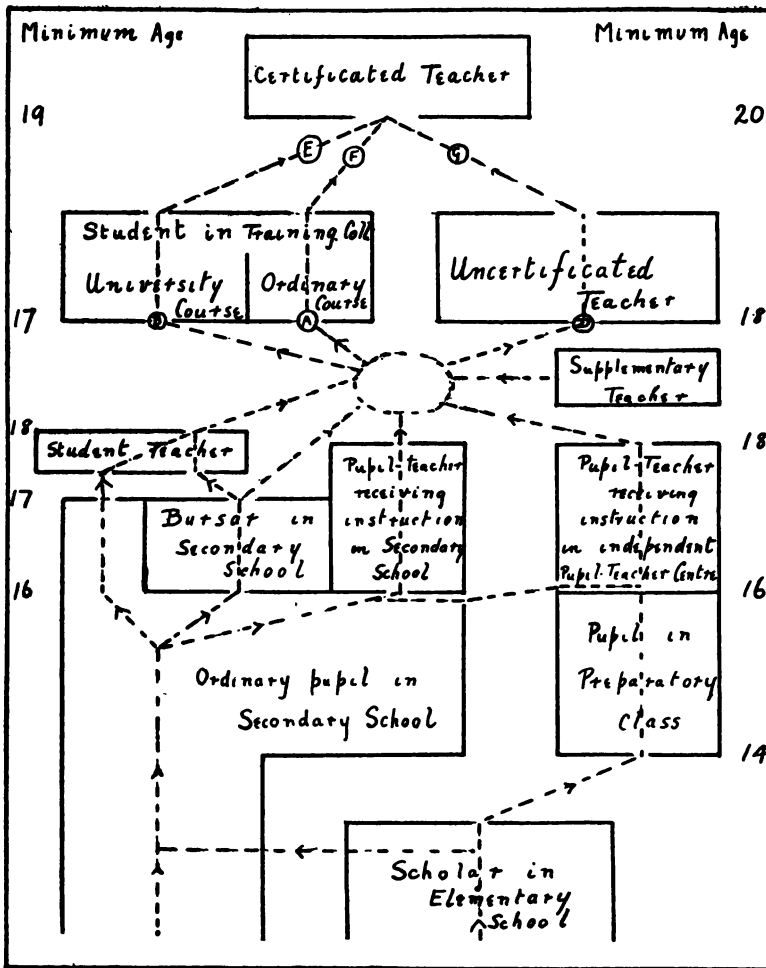 Minimum Age
Minimum Age
Certificated Teacher
19
20
E
F
G
Student in Training Coll
University
Course
Ordinary
Course
Uncertificated
Teacher
17
B
A
D
18
Supplementary
Teacher
18
Student Teacher
18
Pupil-teacher
receiving
instruction
in Secondary
School
Pupil-Teacher
receiving
instruction
in independent
Pupil-Teacher Centre
17
Bursar in
Secondary
School
16
16
Ordinary pupil in
Secondary School
Pupil in
Preparatory
Class
14
Scholar in
Elementary
School